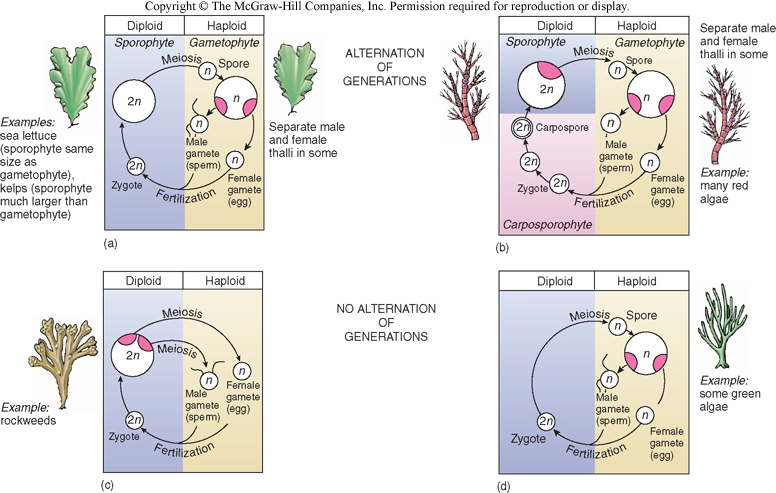 Copyright © The McGraw-Hill Companies, Inc. Permission required for reproduction or display.
Diploid
Haploid
Sporophyte
Gametophyte
Meiosis
n
Spore
2n
n
n
Male
gamete
(sperm)
n
Female
gamete
(egg)
2n
Zygote
Fertilization
Examples:
sea lettuce
(sporophyte same
size as
gametophyte),
kelps (sporophyte
much larger than
gametophyte)
Separate male
and female
thalli in some
(a)
ALTERNATION
OF
GENERATIONS
Diploid
Haploid
Sporophyte
Gametophyte
Meiosis
n
Spore
2n
n
2n
Carpospore
n
Male
gamete
(sperm)
2n
n
Female
gamete
(egg)
Zygote
2n
Fertilization
Carposporophyte
Separate male
and female
thalli in some
Example:
many red
algae
(b)
Diploid
Haploid
Meiosis
2n
Meiosis
n
n
Male
gamete
(sperm)
Female
gamete
(egg)
2n
Zygote
Fertilization
Example:
rockweeds
(c)
NO ALTERNATION
OF
GENERATIONS
Diploid
Haploid
Meiosis
n
Spore
n
n
Male
gamete
(sperm)
n
Female
gamete
(egg)
Zygote
2n
Fertilization
Example:
some green
algae
(d)